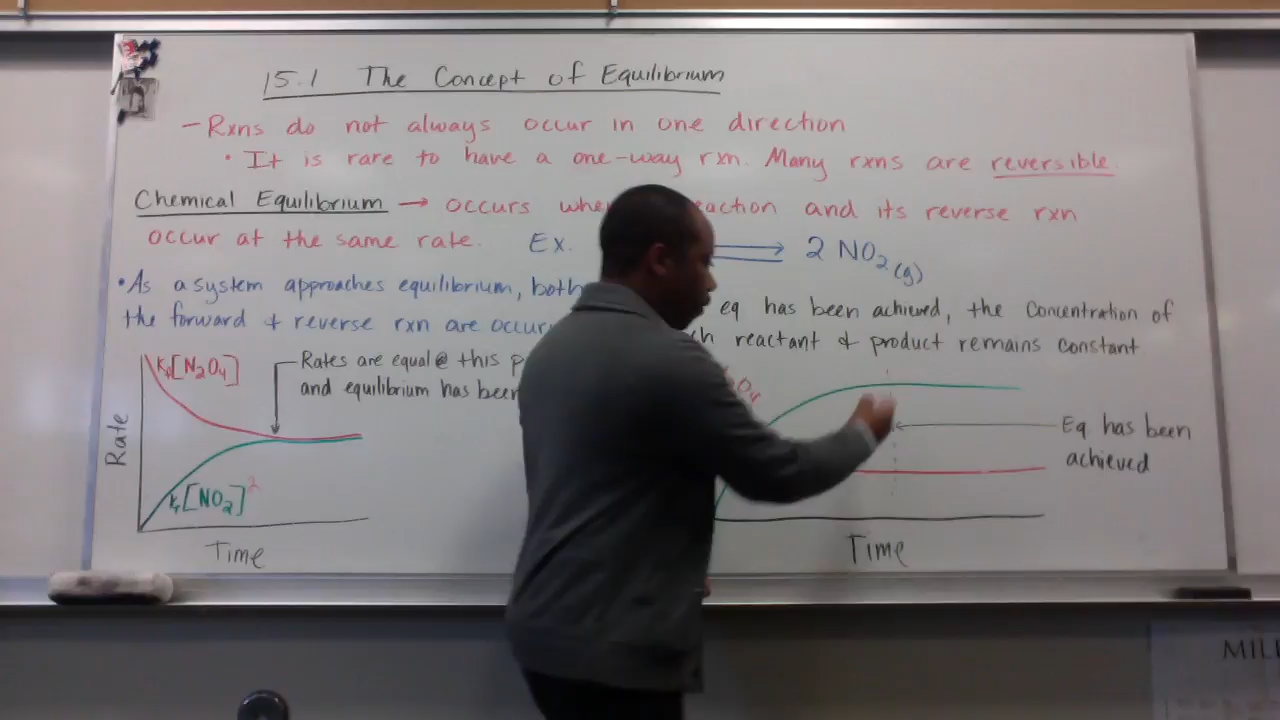 15.1 The Concept of Equilibrium
- Rxns do not always occur in one direction
• It is rare to have a one-way rxn. Many rxns are reversible.
Chemical Equilibrium → occurs reaction and its reverse rxn
occur at the same rate. Ex. ⇌ 2 NO2(g)
• As a system approaches equilibrium, both
the forward + reverse rxn are
eq has been achieved, the concentration of
reactant & product remains constant
kf[N2O4]
Rates are equal @ this
and equilibrium has been
Rate
kr[NO2]^2
Time
Eq has been
achieved
Time
MIL